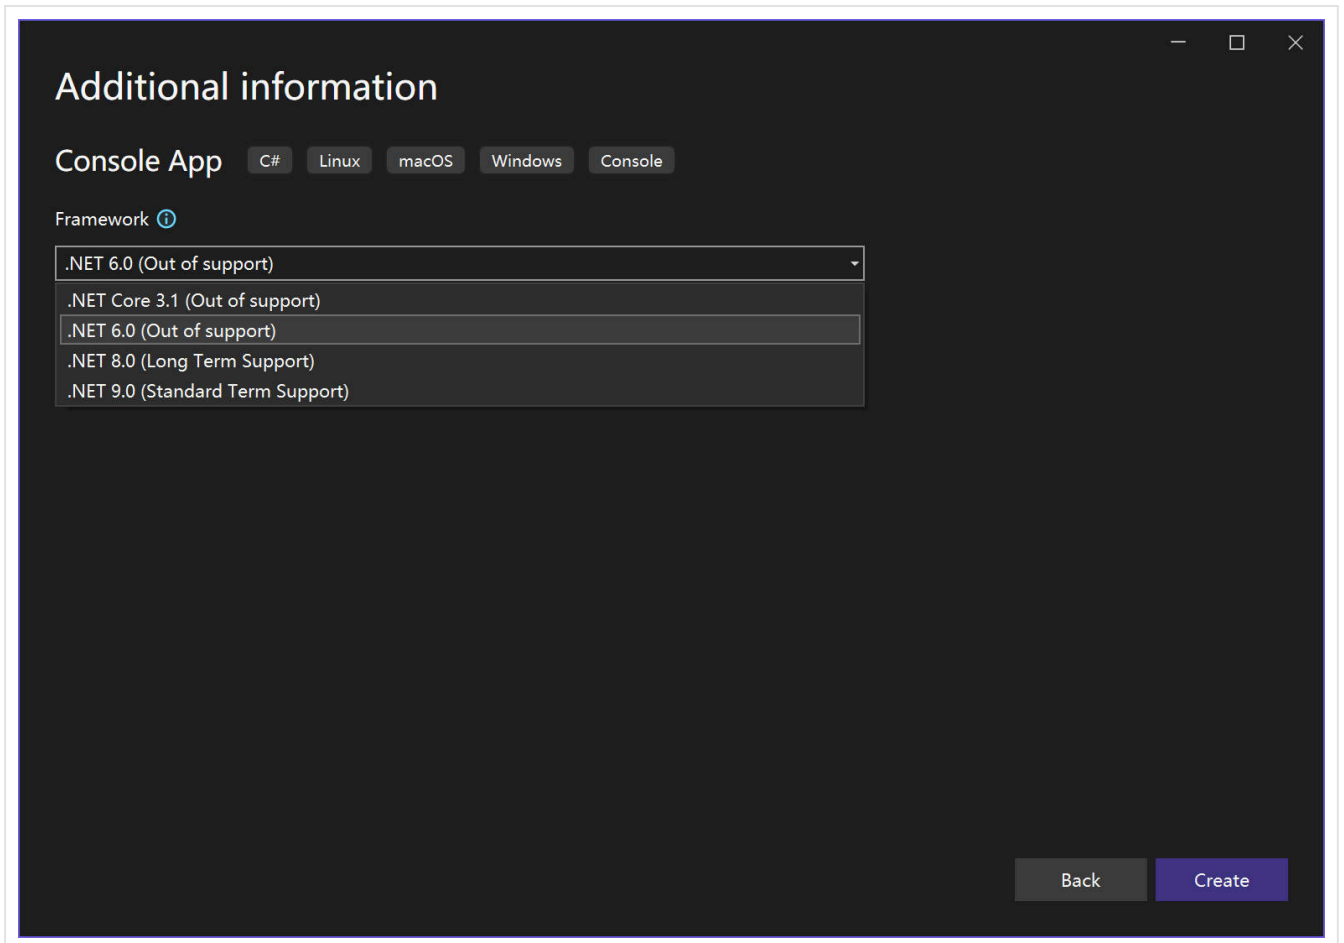 Additional information
Console App C# Linux macOS Windows Console
Framework
.NET 6.0 (Out of support)
.NET Core 3.1 (Out of support)
.NET 6.0 (Out of support)
.NET 8.0 (Long Term Support)
.NET 9.0 (Standard Term Support)
Back Create